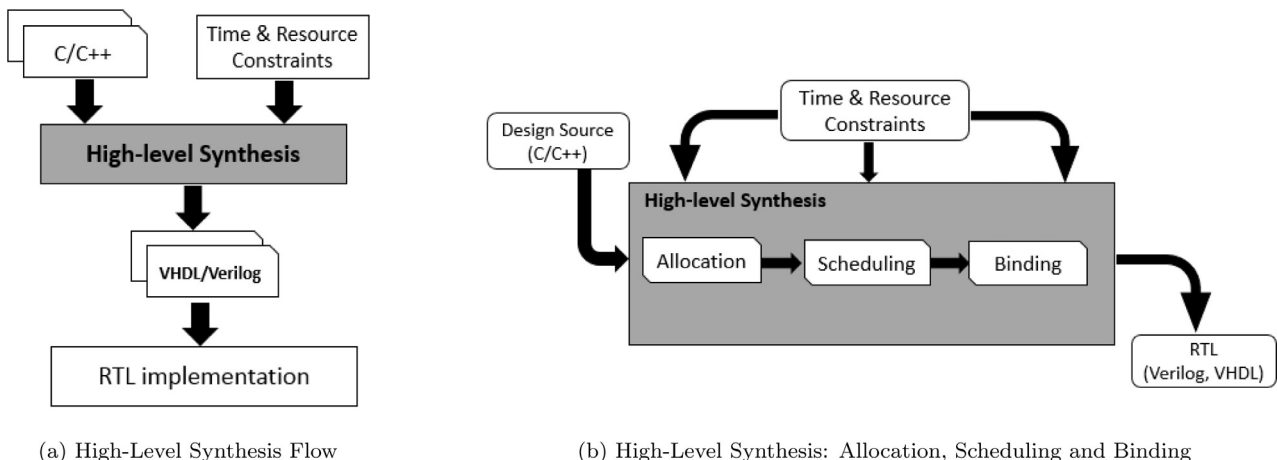 C/C++
Time & Resource
Constraints
High-level Synthesis
VHDL/Verilog
RTL implementation
(a) High-Level Synthesis Flow
Time & Resource
Constraints
Design Source
(C/C++)
High-level Synthesis
Allocation
Scheduling
Binding
RTL
(Verilog, VHDL)
(b) High-Level Synthesis: Allocation, Scheduling and Binding